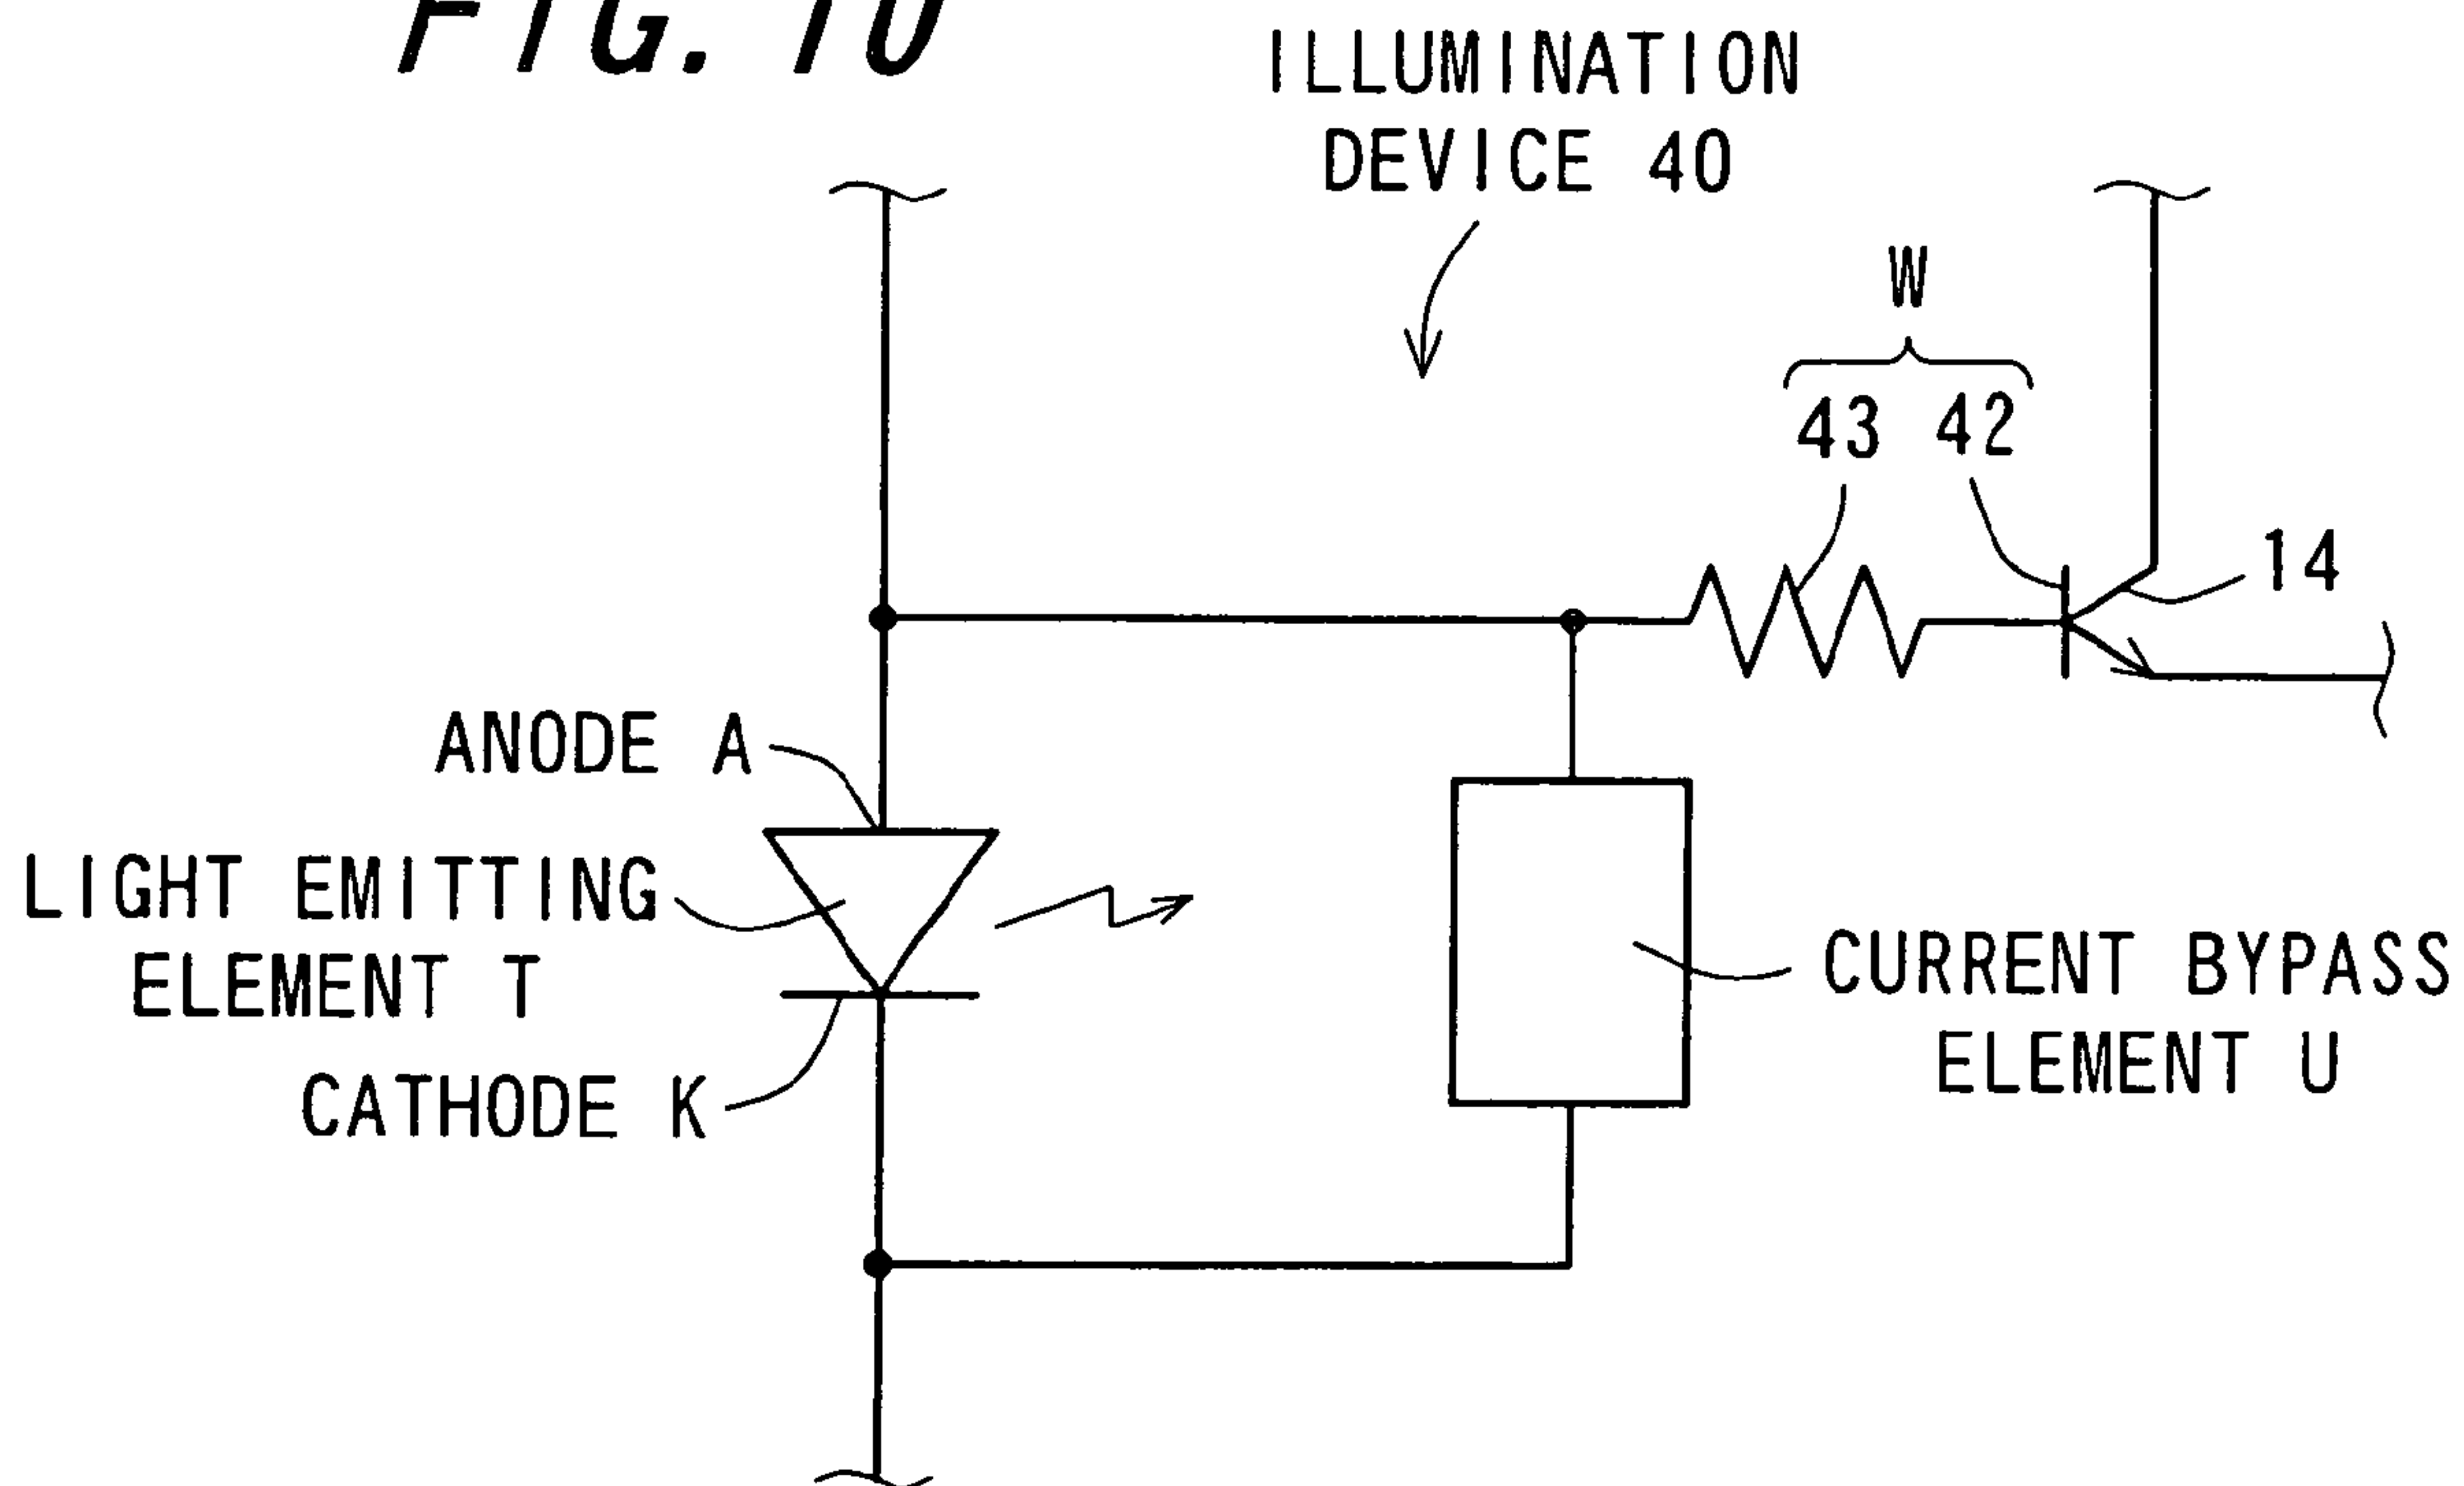 FIG. 10
ILLUMINATION
DEVICE 40
W
43 42
14
ANODE A
LIGHT EMITTING
ELEMENT T
CATHODE K
CURRENT BYPASS
ELEMENT U